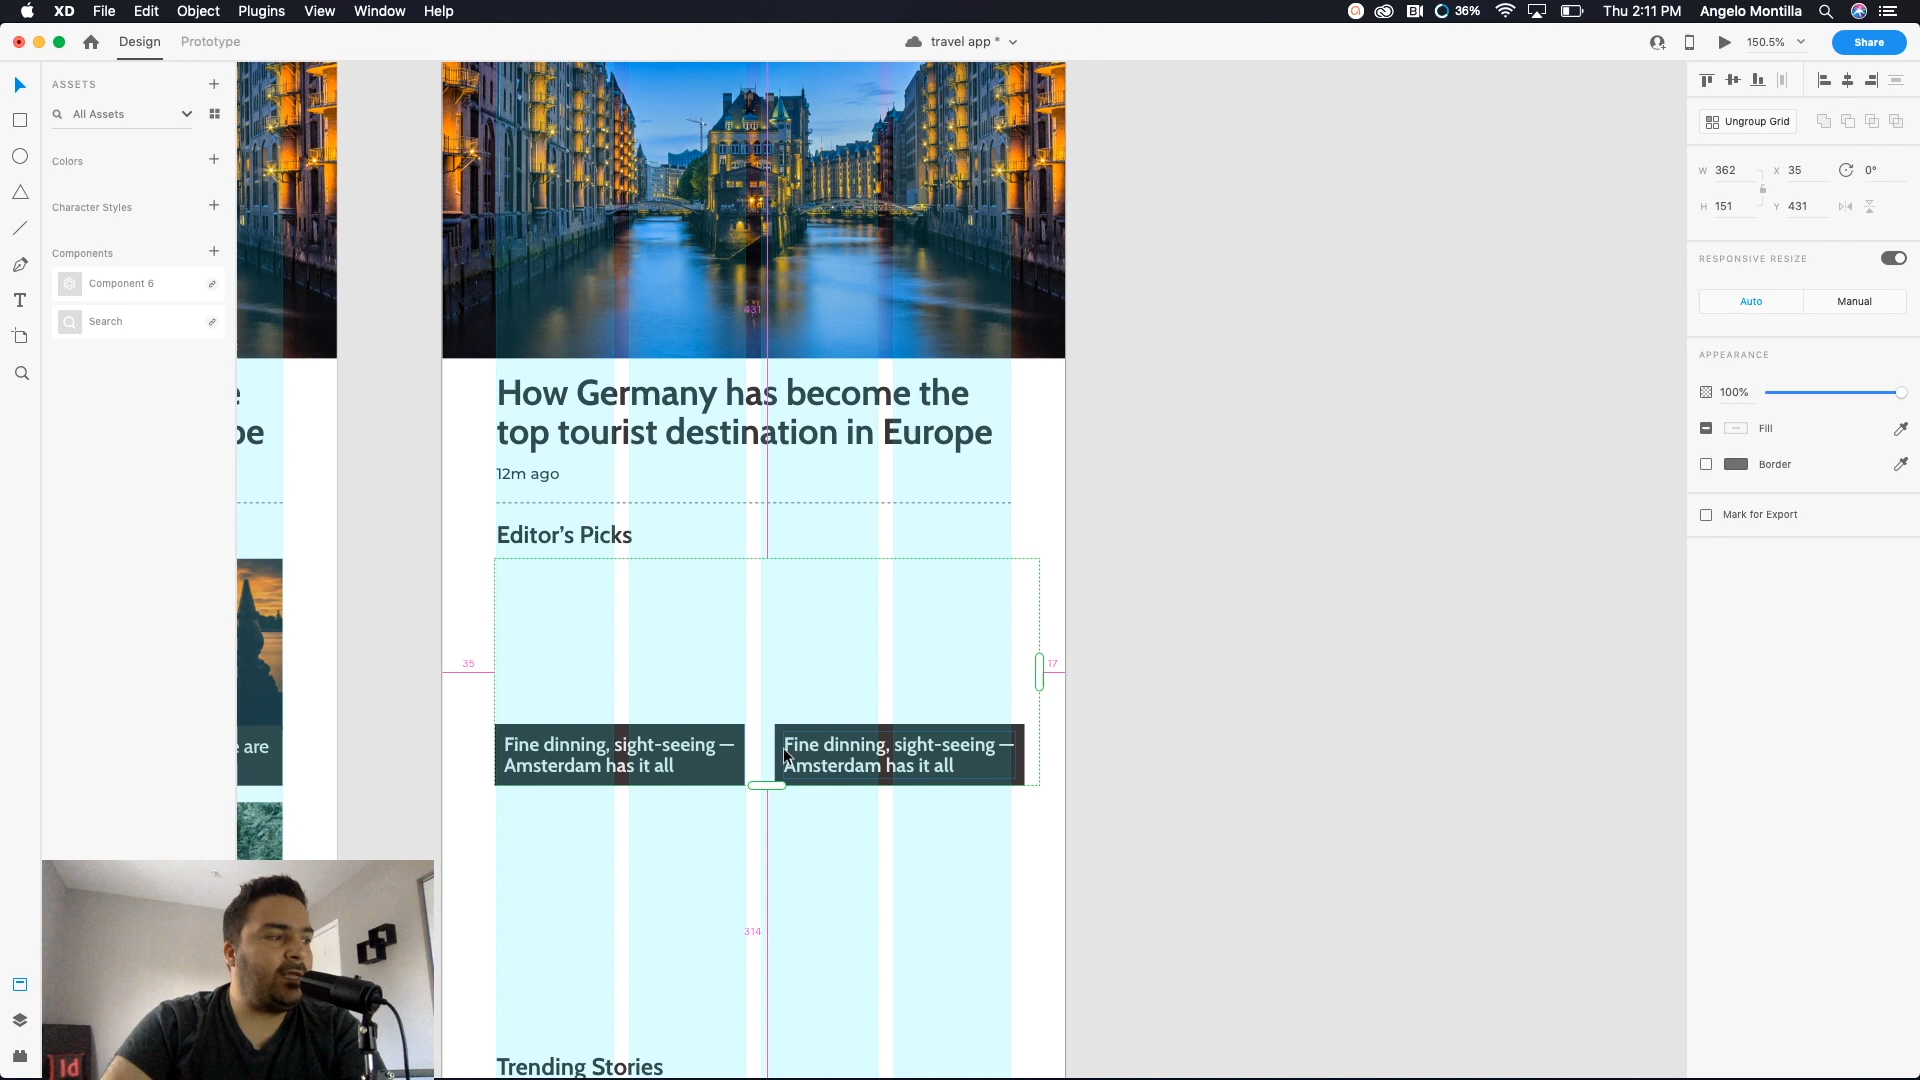 XD File Edit Object Plugins View Window Help
36% Thu 2:11 PM Angelo Montilla
Design Prototype
travel app *
150.5%
Share
ASSETS
All Assets
Colors
Character Styles
Components
Component 6
Search
e
pe
e are
431
How Germany has become the
top tourist destination in Europe
12m ago
Editor's Picks
35
17
Fine dinning, sight-seeing —
Amsterdam has it all
Fine dinning, sight-seeing —
Amsterdam has it all
314
Trending Stories
Id
Ungroup Grid
W 362 X 35 0°
H 151 Y 431
RESPONSIVE RESIZE
Auto Manual
APPEARANCE
100%
Fill
Border
Mark for Export